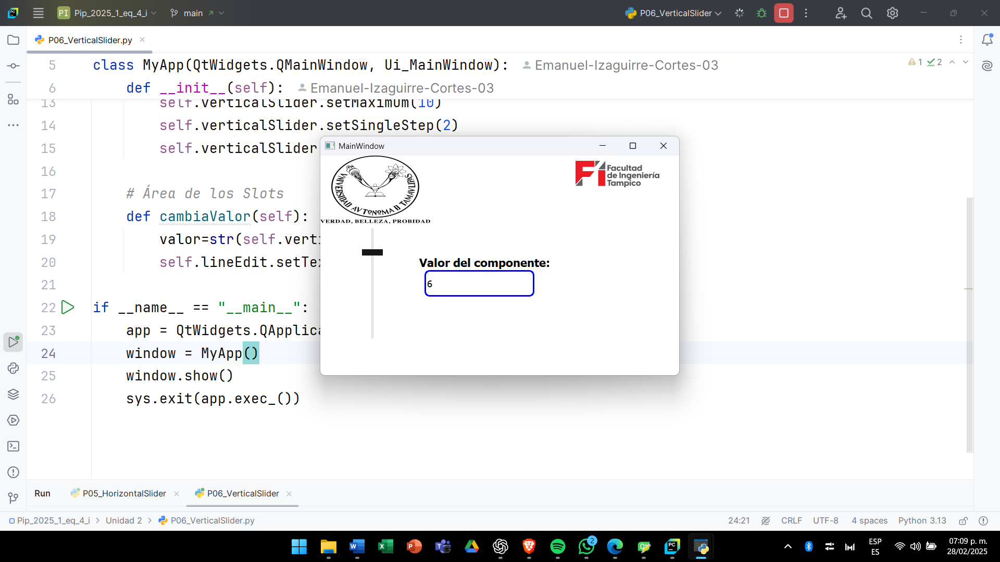 PI Pip_2025_1_eq_4_i main P06_VerticalSlider
P06_VerticalSlider.py
5 class MyApp(QtWidgets.QMainWindow, Ui_MainWindow): Emanuel-Izaguirre-Cortes-03
1 2
6 def __init__(self): Emanuel-Izaguirre-Cortes-03
13 self.verticalSlider.setMaximum(10)
14 self.verticalSlider.setSingleStep(2)
15 self.verticalSlider
16
17 # Área de los Slots
18 def cambiaValor(self):
19 valor=str(self.verti
20 self.lineEdit.setTex
21
22 if __name__ == "__main__":
23 app = QtWidgets.QApplica
24 window = MyApp()
25 window.show()
26 sys.exit(app.exec_())
MainWindow
UNIVERSIDAD AVTONOMA D TAMAVLIPAS
VERDAD, BELLEZA, PROBIDAD
Fi Facultad
de Ingeniería
Tampico
Valor del componente:
6
Run P05_HorizontalSlider P06_VerticalSlider
Pip_2025_1_eq_4_i > Unidad 2 > P06_VerticalSlider.py 24:21 CRLF UTF-8 4 spaces Python 3.13
2
ESP
ES
07:09 p. m.
28/02/2025